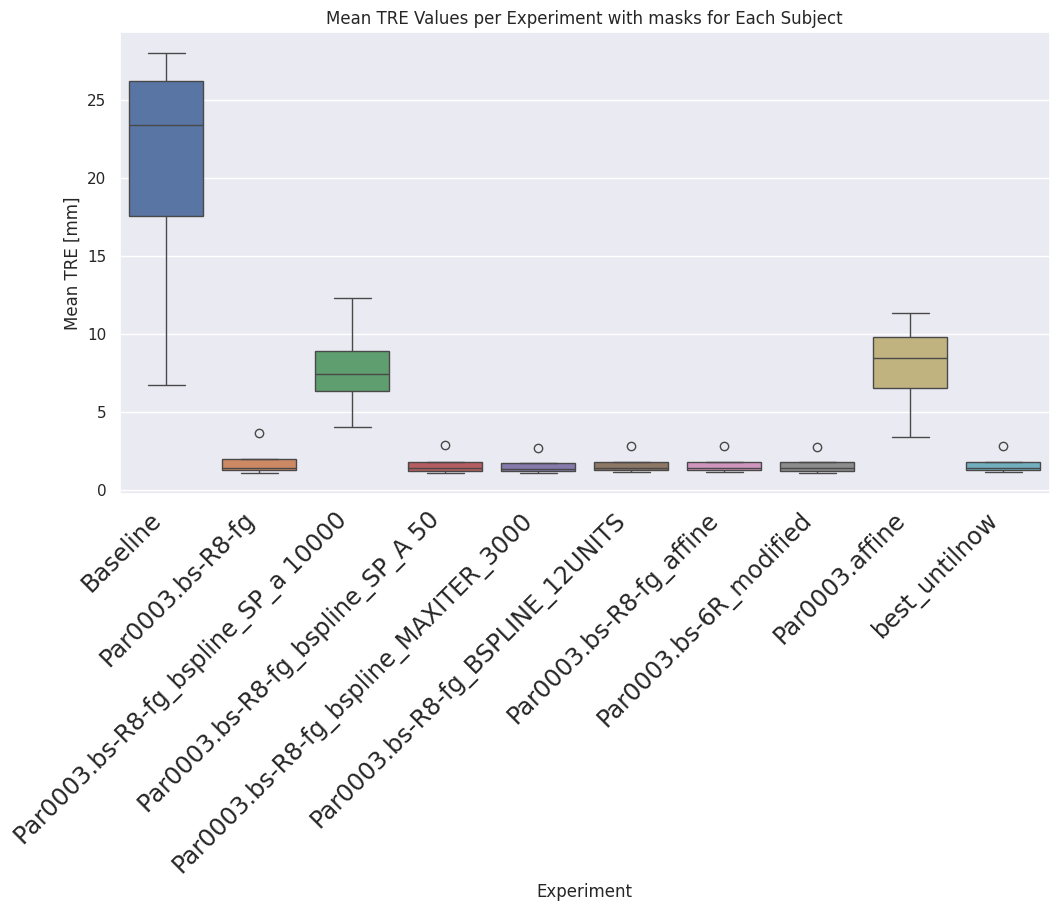 Mean TRE Values per Experiment with masks for Each Subject
Mean TRE [mm]
25
20
15
10
5
0
Baseline
Par0003.bs-R8-fg
Par0003.bs-R8-fg_bspline_SP_a 10000
Par0003.bs-R8-fg_bspline_SP_A 50
Par0003.bs-R8-fg_bspline_MAXITER_3000
Par0003.bs-R8-fg_BSPLINE_12UNITS
Par0003.bs-R8-fg_affine
Par0003.bs-6R_modified
Par0003.affine
best_untilnow
Experiment